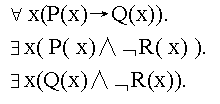 ∀ x(P(x)→Q(x)).
∃ x( P( x)∧ ¬R( x) ).
∃ x(Q(x)∧ ¬R(x)).